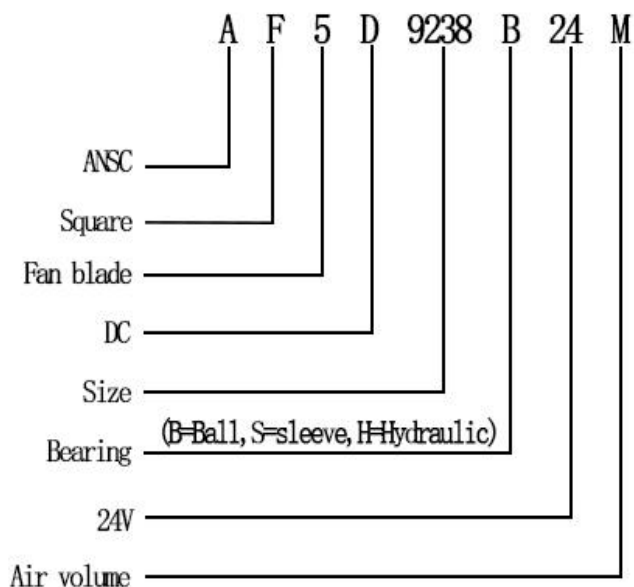 A F 5 D 9238 B 24 M
ANSC
Square
Fan blade
DC
Size
(B=Ball, S=sleeve, H=Hydraulic)
Bearing
24V
Air volume